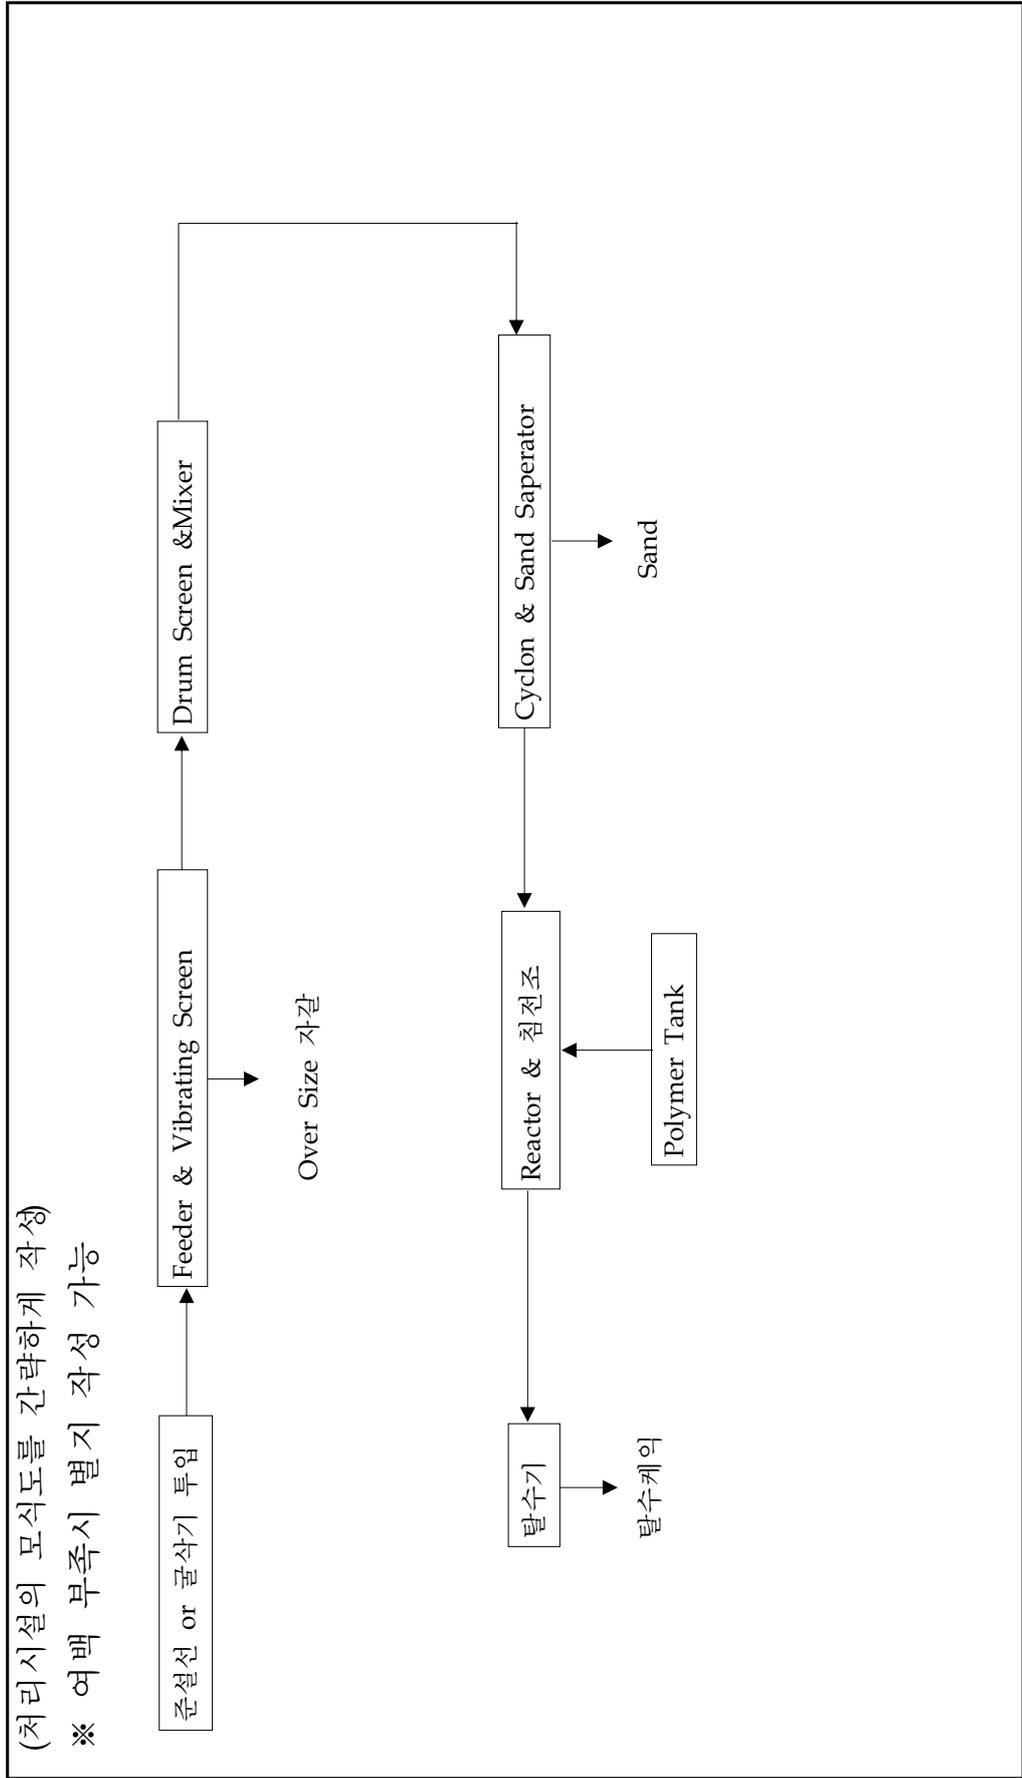 (처리시설의 모식도를 간략하게 작성)
※ 여백 부족시 별지 작성 가능
준설선 or 굴삭기 투입
Feeder & Vibrating Screen
Drum Screen &Mixer
Over Size 자갈
탈수기
Reactor & 침전조
Cyclon & Sand Saperator
탈수케익
Polymer Tank
Sand